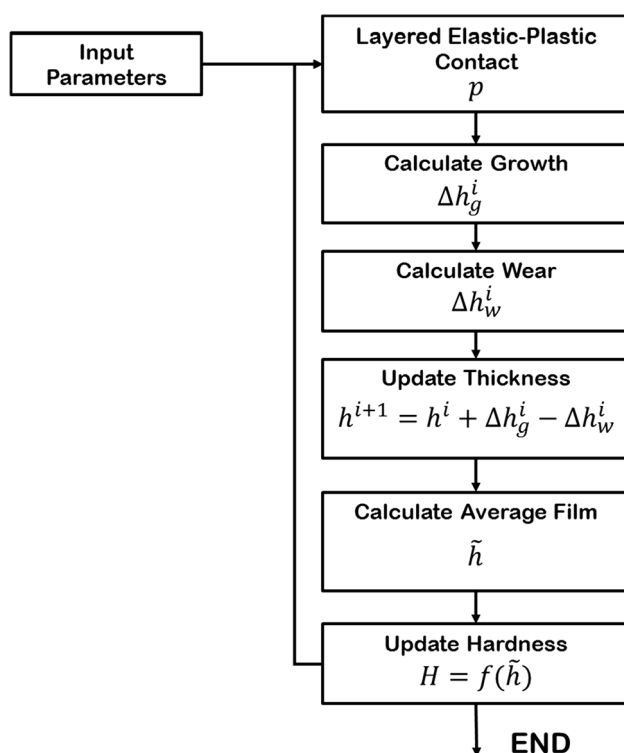 Input
Parameters
Layered Elastic-Plastic
Contact
p
Calculate Growth
Δh_g^i
Calculate Wear
Δh_w^i
Update Thickness
h^{i+1} = h^i + Δh_g^i − Δh_w^i
Calculate Average Film
h̃
Update Hardness
H = f(h̃)
END